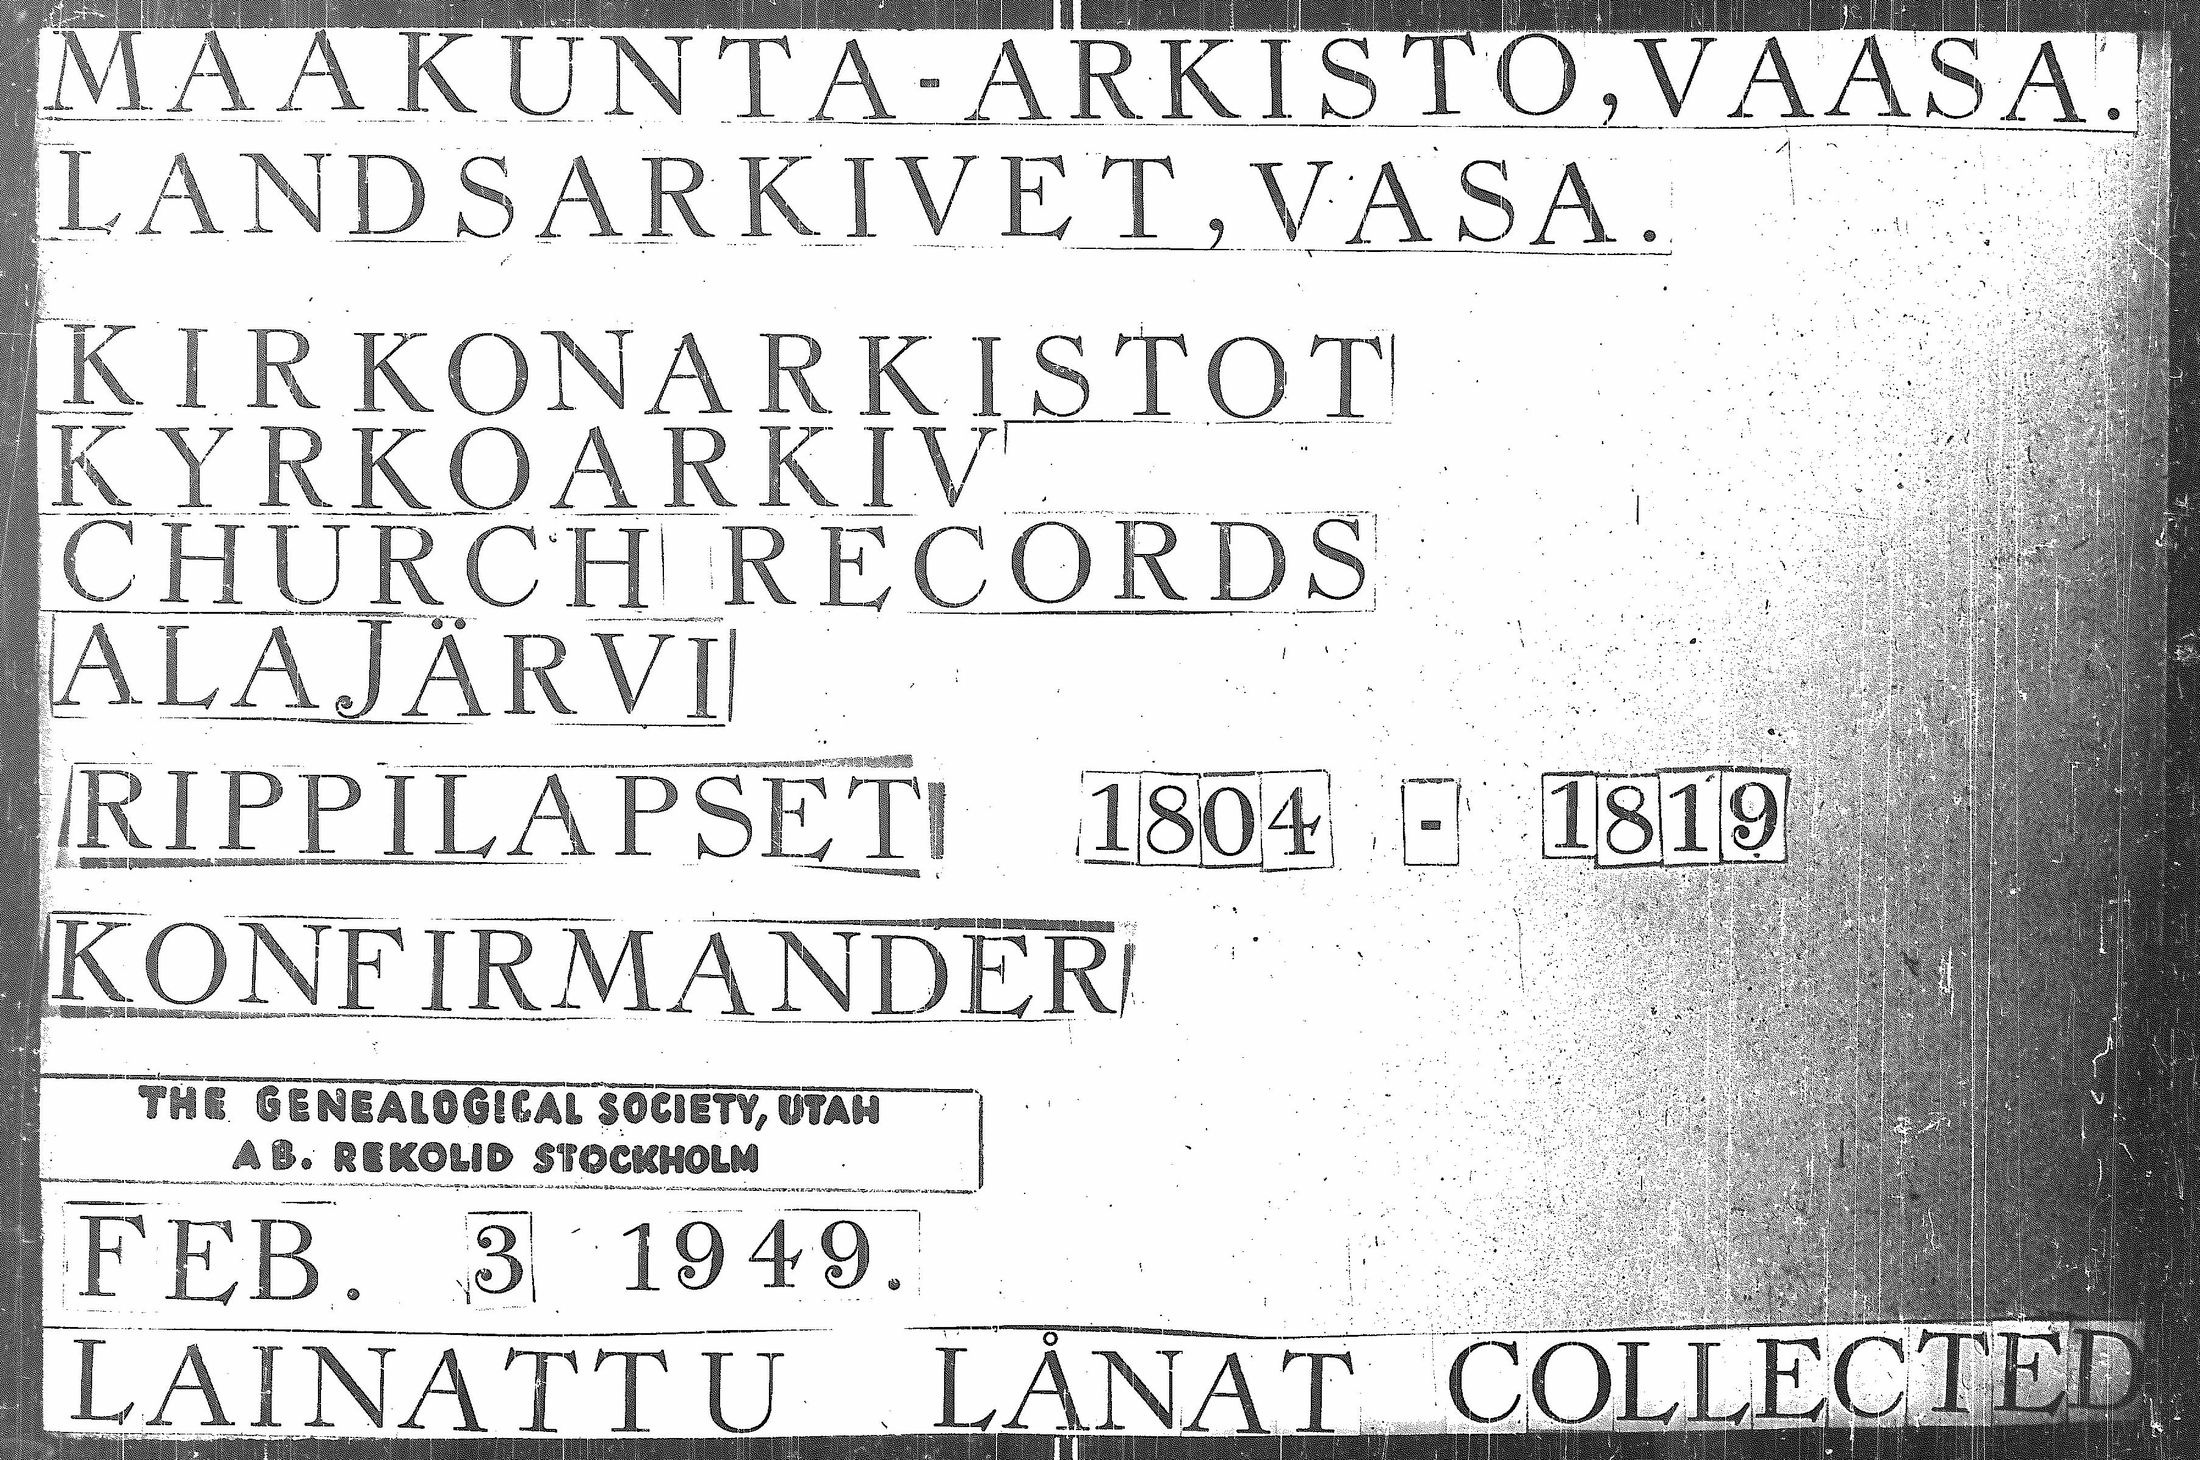 MAAKUNTA-ARKISTO, VAASA.
LANDSARKIVET, VASA.
KIRKONARKISTOT
KYRKOARKIV
CHURCH RECORDS
ALAJÄRVI
RIPPILAPSET 1804 - 1819
KONFIRMANDER
THE GENEALOGICAL SOCIETY, UTAH
AB. REKOLID STOCKHOLM
FEB. 3 1949.
LAINATTU LÅNAT COLLECTED